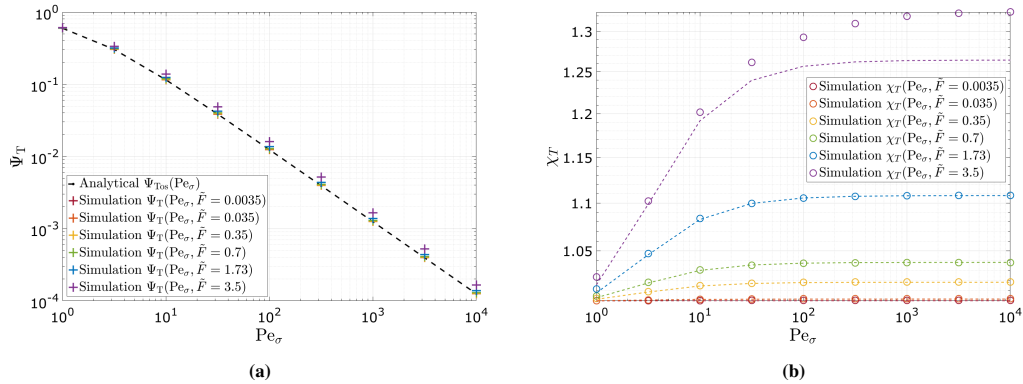 10^0
10^-1
10^-2
10^-3
10^-4
Ψ_T
Analytical Ψ_Tos(Pe_σ)
Simulation Ψ_T(Pe_σ, F̃ = 0.0035)
Simulation Ψ_T(Pe_σ, F̃ = 0.035)
Simulation Ψ_T(Pe_σ, F̃ = 0.35)
Simulation Ψ_T(Pe_σ, F̃ = 0.7)
Simulation Ψ_T(Pe_σ, F̃ = 1.73)
Simulation Ψ_T(Pe_σ, F̃ = 3.5)
10^0 10^1 10^2 10^3 10^4
Pe_σ
(a)
1.3
1.25
1.2
1.15
1.1
1.05
χ_T
Simulation χ_T(Pe_σ, F̃ = 0.0035)
Simulation χ_T(Pe_σ, F̃ = 0.035)
Simulation χ_T(Pe_σ, F̃ = 0.35)
Simulation χ_T(Pe_σ, F̃ = 0.7)
Simulation χ_T(Pe_σ, F̃ = 1.73)
Simulation χ_T(Pe_σ, F̃ = 3.5)
10^0 10^1 10^2 10^3 10^4
Pe_σ
(b)